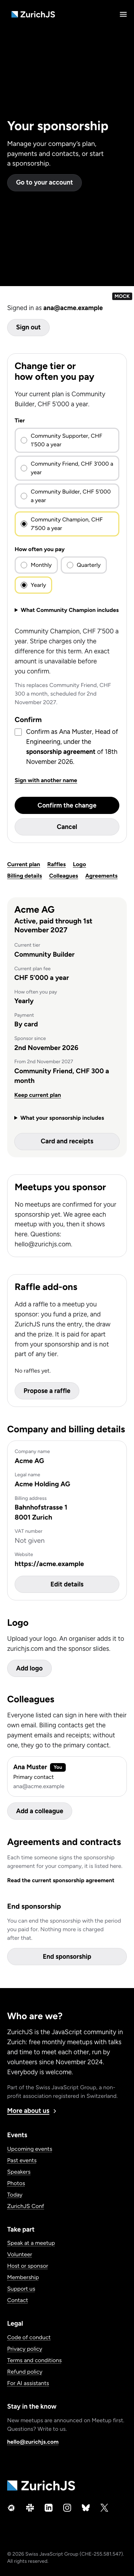 ZurichJS
Your sponsorship
Manage your company's plan,
payments and contacts, or start
a sponsorship.
Go to your account
MOCK
Signed in as ana@acme.example
Sign out
Change tier or
how often you pay
Your current plan is Community
Builder, CHF 5'000 a year.
Tier
Community Supporter, CHF
1'500 a year
Community Friend, CHF 3'000 a
year
Community Builder, CHF 5'000
a year
Community Champion, CHF
7'500 a year
How often you pay
Monthly
Quarterly
Yearly
What Community Champion includes
Community Champion, CHF 7'500 a
year. Stripe charges only the
difference for this term. An exact
amount is unavailable before
you confirm.
This replaces Community Friend, CHF
300 a month, scheduled for 2nd
November 2027.
Confirm
Confirm as Ana Muster, Head of
Engineering, under the
sponsorship agreement of 18th
November 2026.
Sign with another name
Confirm the change
Cancel
Current plan
Raffles
Logo
Billing details
Colleagues
Agreements
Acme AG
Active, paid through 1st
November 2027
Current tier
Community Builder
Current plan fee
CHF 5'000 a year
How often you pay
Yearly
Payment
By card
Sponsor since
2nd November 2026
From 2nd November 2027
Community Friend, CHF 300 a
month
Keep current plan
What your sponsorship includes
Card and receipts
Meetups you sponsor
No meetups are confirmed for your
sponsorship yet. We agree each
meetup with you, then it shows
here. Questions:
hello@zurichjs.com.
Raffle add-ons
Add a raffle to a meetup you
sponsor: you fund a prize, and
ZurichJS runs the entry, the draw
and the prize. It is paid for apart
from your sponsorship and is not
part of any tier.
No raffles yet.
Propose a raffle
Company and billing details
Company name
Acme AG
Legal name
Acme Holding AG
Billing address
Bahnhofstrasse 1
8001 Zurich
VAT number
Not given
Website
https://acme.example
Edit details
Logo
Upload your logo. An organiser adds it to
zurichjs.com and the sponsor slides.
Add logo
Colleagues
Everyone listed can sign in here with their
own email. Billing contacts get the
payment emails and receipts; without
one, they go to the primary contact.
Ana Muster You
Primary contact
ana@acme.example
Add a colleague
Agreements and contracts
Each time someone signs the sponsorship
agreement for your company, it is listed here.
Read the current sponsorship agreement
End sponsorship
You can end the sponsorship with the period
you paid for. Nothing more is charged
after that.
End sponsorship
Who are we?
ZurichJS is the JavaScript community in
Zurich: free monthly meetups with talks
and time to meet each other, run by
volunteers since November 2024.
Everybody is welcome.
Part of the Swiss JavaScript Group, a non-
profit association registered in Switzerland.
More about us
Events
Upcoming events
Past events
Speakers
Photos
Today
ZurichJS Conf
Take part
Speak at a meetup
Volunteer
Host or sponsor
Membership
Support us
Contact
Legal
Code of conduct
Privacy policy
Terms and conditions
Refund policy
For AI assistants
Stay in the know
New meetups are announced on Meetup first.
Questions? Write to us.
hello@zurichjs.com
ZurichJS
© 2026 Swiss JavaScript Group (CHE-255.581.547)
All rights reserved.